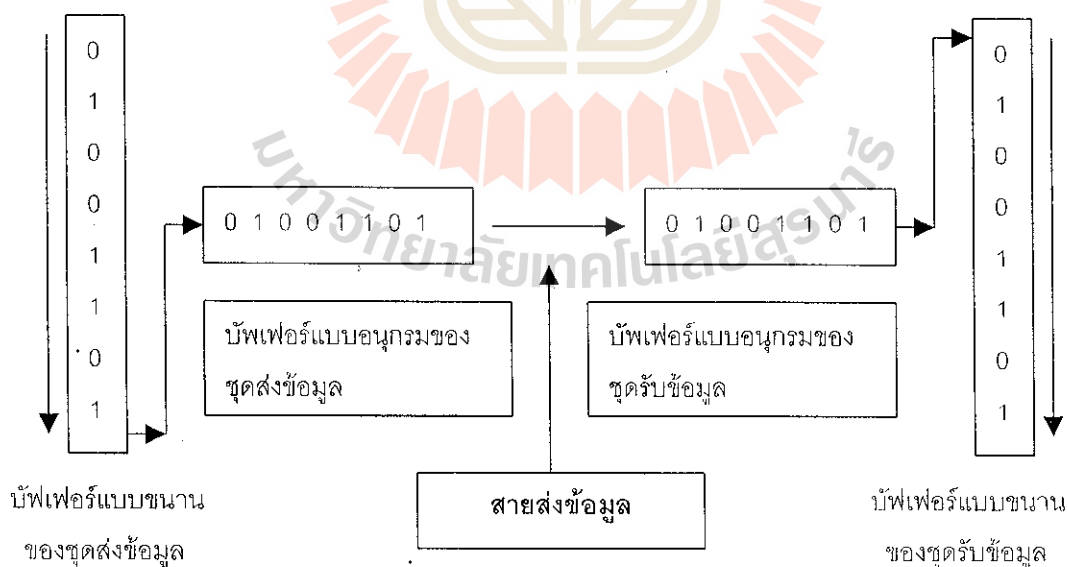 0
1
0
0
1
1
0
1
บัฟเฟอร์แบบขนาน
ของชุดส่งข้อมูล
0 1 0 0 1 1 0 1
บัพเฟอร์แบบอนุกรมของ
ชุดส่งข้อมูล
สายส่งข้อมูล
0 1 0 0 1 1 0 1
บัพเฟอร์แบบอนุกรมของ
ชุดรับข้อมูล
0
1
0
0
1
1
0
1
บัฟเฟอร์แบบขนาน
ของชุดรับข้อมูล
มหาวิทยาลัยเทคโนโลยีสุรนารี